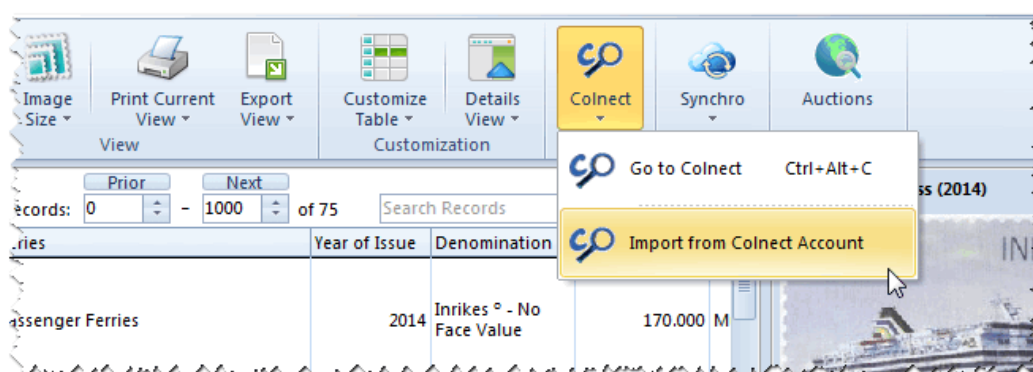 Image
Size
Print Current
View
Export
View
Customize
Table
Details
View
Colnect
Synchro
Auctions
View
Customization
Go to Colnect Ctrl+Alt+C
Import from Colnect Account
Prior Next
ecords: 0 - 1000 of 75 Search Records
ss (2014)
ries Year of Issue Denomination
IN
assenger Ferries 2014 Inrikes ° - No
Face Value
170.000 M